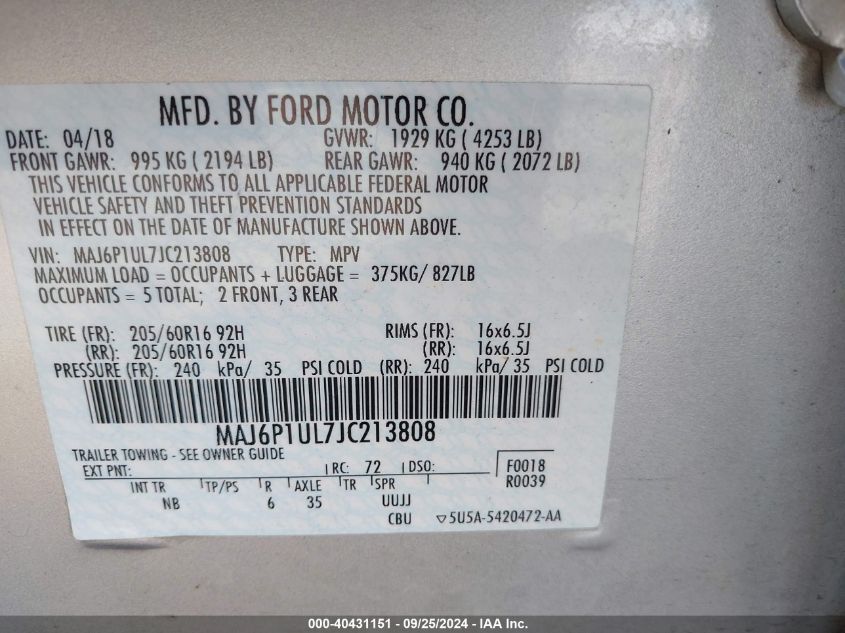 MFD. BY FORD MOTOR CO.
DATE: 04/18 GVWR: 1929 KG ( 4253 LB)
FRONT GAWR: 995 KG ( 2194 LB) REAR GAWR: 940 KG ( 2072 LB)
THIS VEHICLE CONFORMS TO ALL APPLICABLE FEDERAL MOTOR
VEHICLE SAFETY AND THEFT PREVENTION STANDARDS
IN EFFECT ON THE DATE OF MANUFACTURE SHOWN ABOVE.
VIN: MAJ6P1UL7JC213808 TYPE: MPV
MAXIMUM LOAD = OCCUPANTS + LUGGAGE = 375KG/ 827LB
OCCUPANTS = 5 TOTAL; 2 FRONT, 3 REAR
TIRE (FR): 205/60R16 92H RIMS (FR): 16x6.5J
(RR): 205/60R16 92H (RR): 16x6.5J
PRESSURE (FR): 240 kPa/ 35 PSI COLD (RR): 240 kPa/ 35 PSI COLD
MAJ6P1UL7JC213808
TRAILER TOWING - SEE OWNER GUIDE
EXT PNT: RC: 72 DSO: F0018
R0039
INT TR TP/PS R AXLE TR SPR
NB 6 35 UUJJ
CBU ▽5U5A-5420472-AA
000-40431151 - 09/25/2024 - IAA Inc.